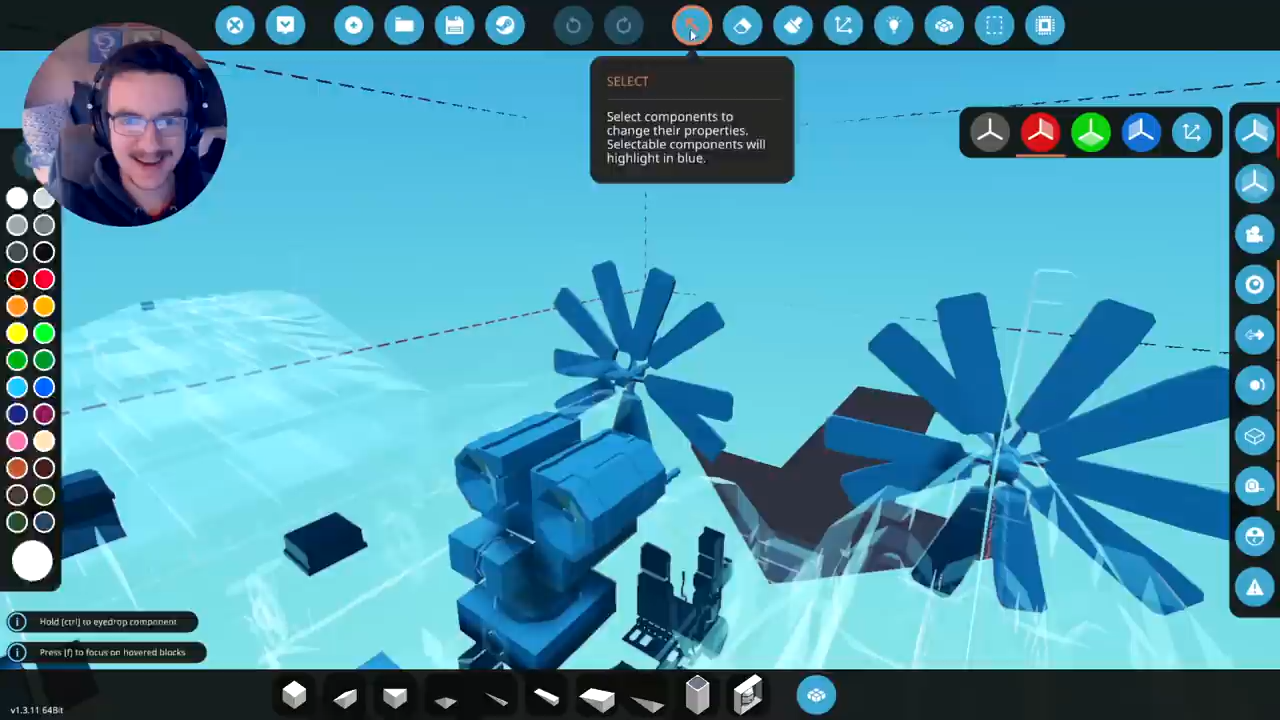 SELECT
Select components to
change their properties.
Selectable components will
highlight in blue.
Hold [ctrl] to eyedrop component
Press [f] to focus on hovered blocks
v1.3.11 64Bit